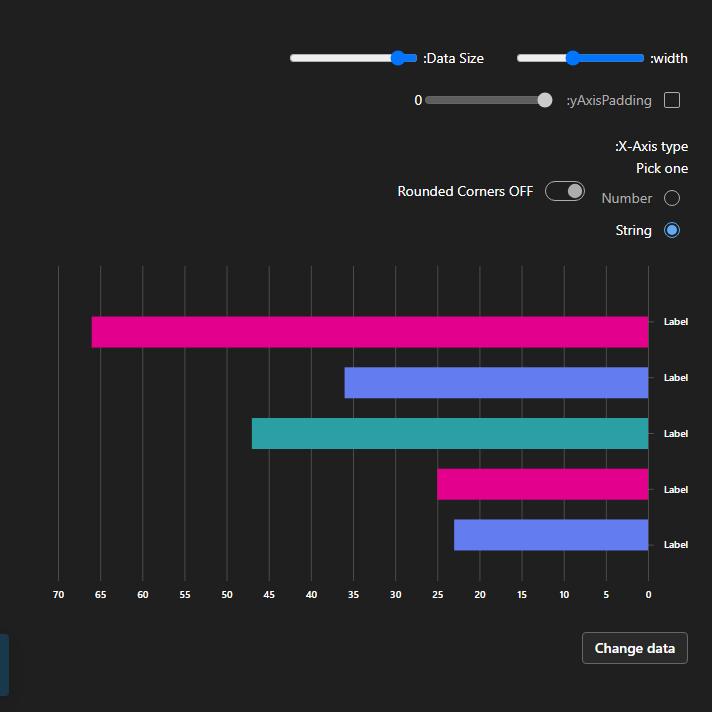 :width
:Data Size
:yAxisPadding
0
:X-Axis type
Pick one
Number
Rounded Corners OFF
String
Label
Label
Label
Label
Label
70 65 60 55 50 45 40 35 30 25 20 15 10 5 0
Change data